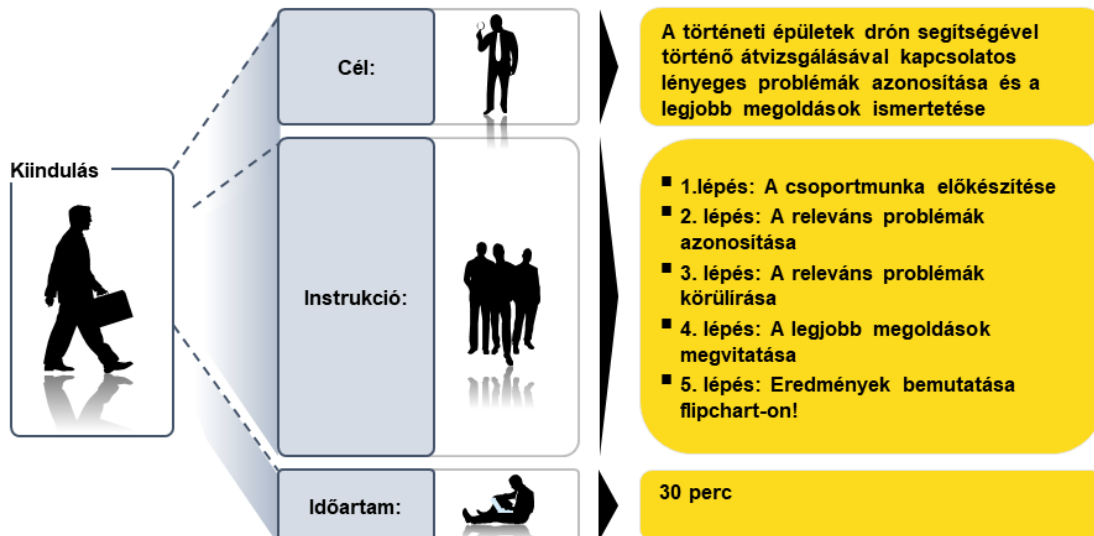 Kiindulás
Cél:
A történeti épületek drón segítségével
történő átvizsgálásával kapcsolatos
lényeges problémák azonosítása és a
legjobb megoldások ismertetése
Instrukció:
▪ 1.lépés: A csoportmunka előkészítése
▪ 2. lépés: A releváns problémák
azonosítása
▪ 3. lépés: A releváns problémák
körülírása
▪ 4. lépés: A legjobb megoldások
megvitatása
▪ 5. lépés: Eredmények bemutatása
flipchart-on!
Időartam:
30 perc